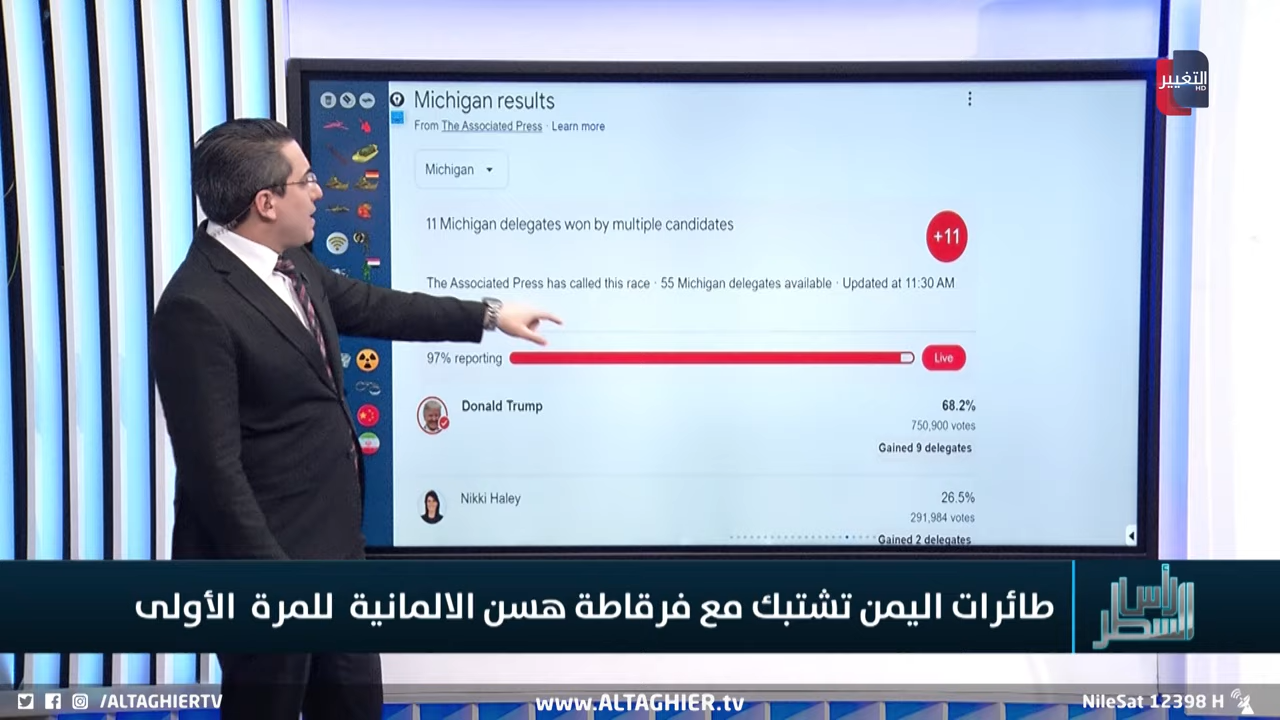 التغيير
HD
Michigan results
From The Associated Press · Learn more
Michigan
11 Michigan delegates won by multiple candidates
+11
The Associated Press has called this race · 55 Michigan delegates available · Updated at 11:30 AM
97% reporting
Live
Donald Trump
68.2%
750,900 votes
Gained 9 delegates
Nikki Haley
26.5%
291,984 votes
Gained 2 delegates
طائرات اليمن تشتبك مع فرقاطة هسن الالمانية للمرة الأولى
رأس السطر
/ALTAGHIERTV
www.ALTAGHIER.tv
NileSat 12398 H